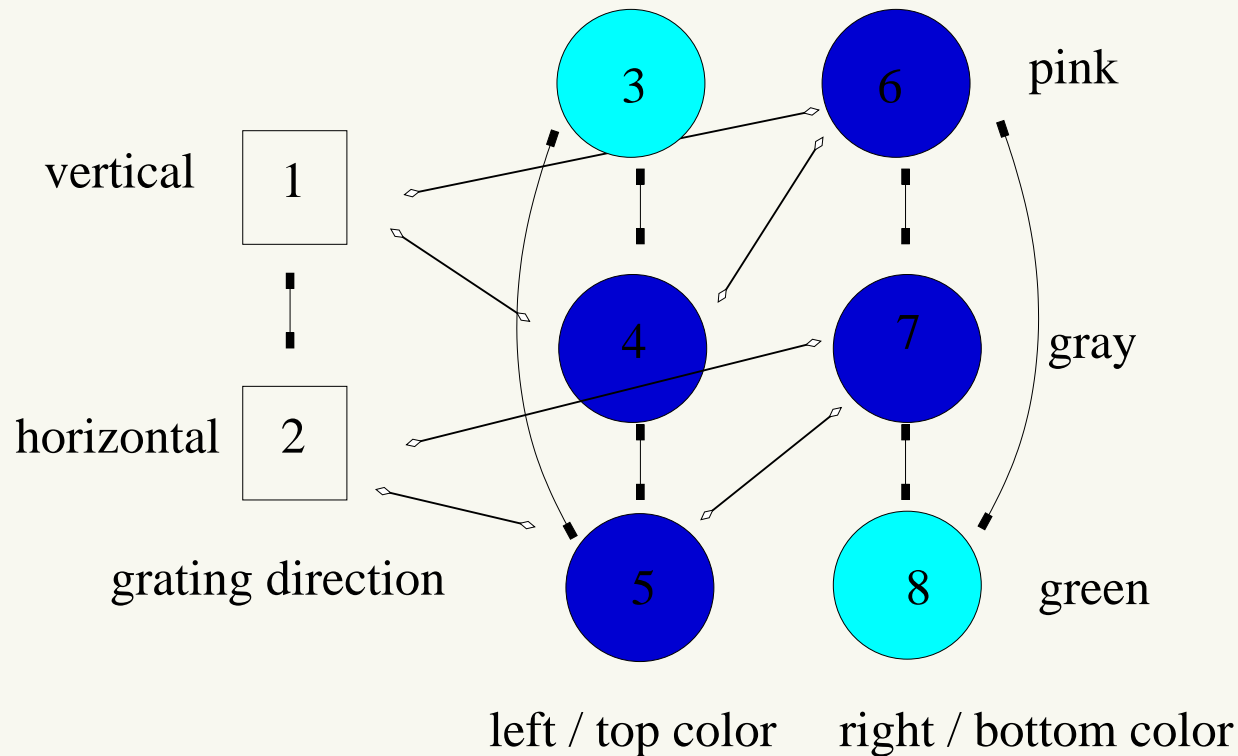 3
6
pink
vertical
1
4
7
gray
horizontal
2
grating direction
5
8
green
left / top color
right / bottom color